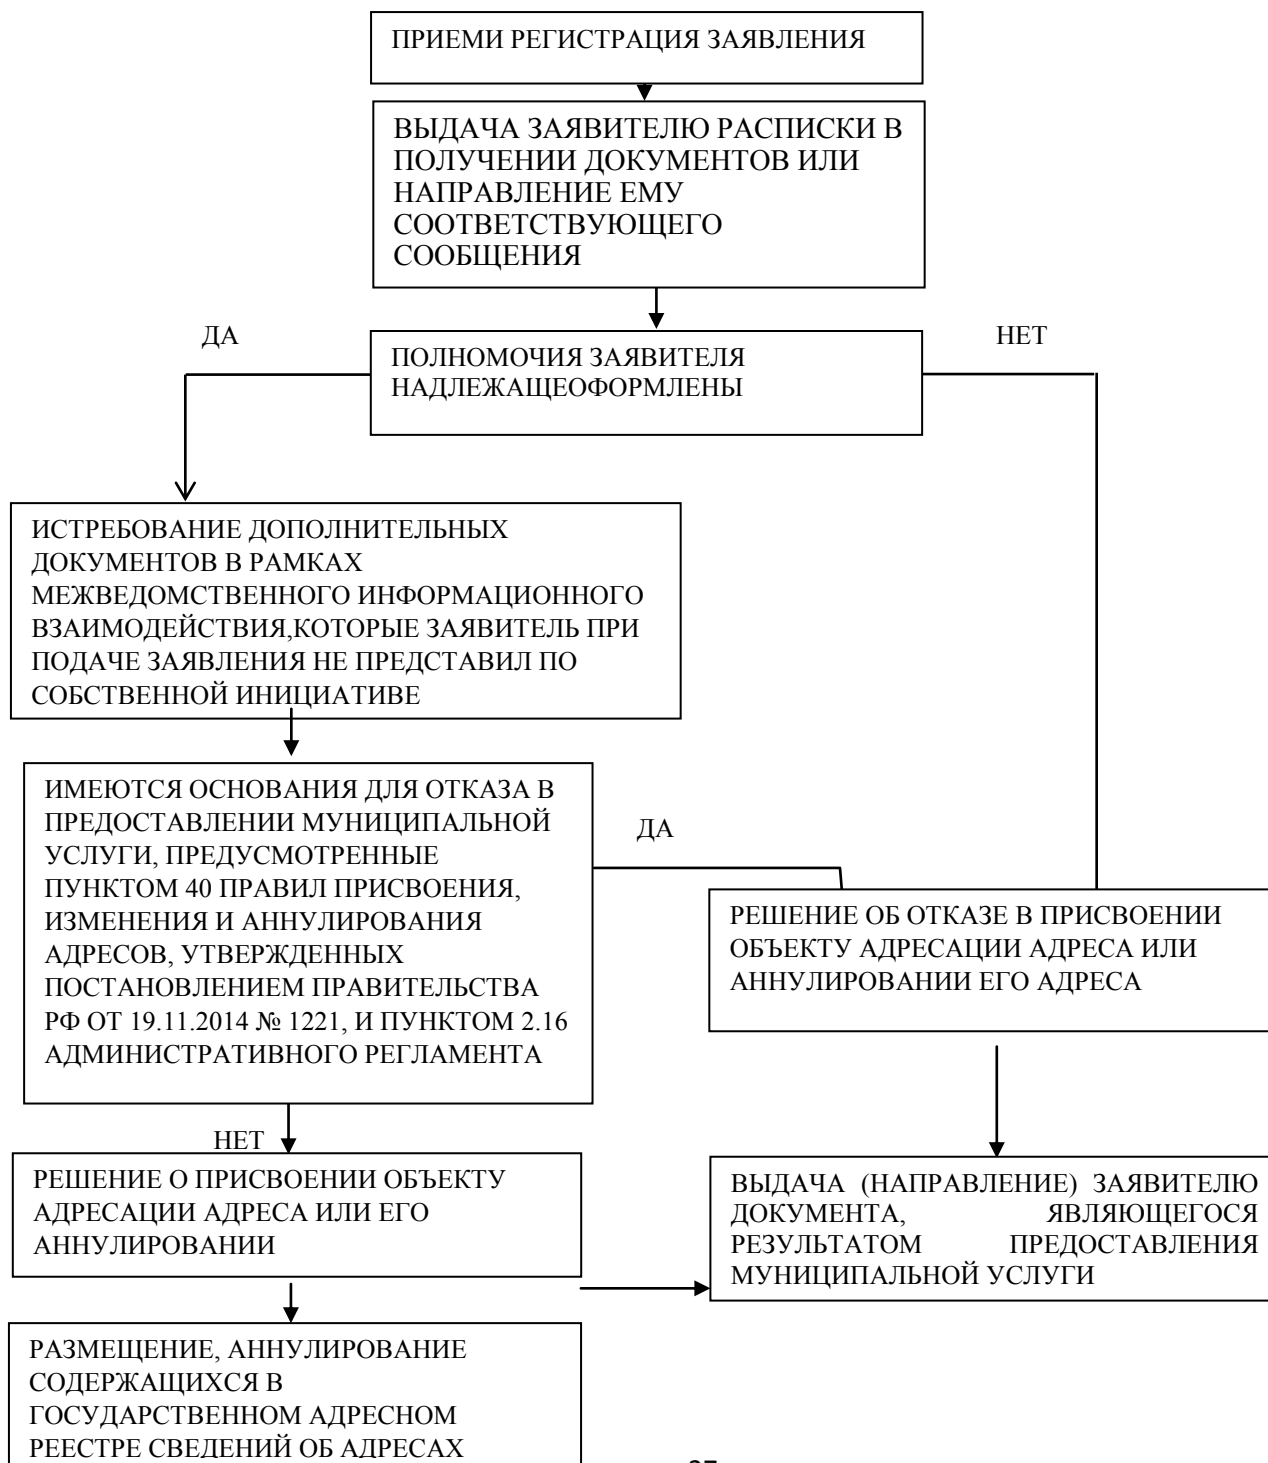 ПРИЕМИ РЕГИСТРАЦИЯ ЗАЯВЛЕНИЯ
ВЫДАЧА ЗАЯВИТЕЛЮ РАСПИСКИ В
ПОЛУЧЕНИИ ДОКУМЕНТОВ ИЛИ
НАПРАВЛЕНИЕ ЕМУ
СООТВЕТСТВУЮЩЕГО
СООБЩЕНИЯ
ДА
НЕТ
ПОЛНОМОЧИЯ ЗАЯВИТЕЛЯ
НАДЛЕЖАЩЕОФОРМЛЕНЫ
ИСТРЕБОВАНИЕ ДОПОЛНИТЕЛЬНЫХ
ДОКУМЕНТОВ В РАМКАХ
МЕЖВЕДОМСТВЕННОГО ИНФОРМАЦИОННОГО
ВЗАИМОДЕЙСТВИЯ,КОТОРЫЕ ЗАЯВИТЕЛЬ ПРИ
ПОДАЧЕ ЗАЯВЛЕНИЯ НЕ ПРЕДСТАВИЛ ПО
СОБСТВЕННОЙ ИНИЦИАТИВЕ
ИМЕЮТСЯ ОСНОВАНИЯ ДЛЯ ОТКАЗА В
ПРЕДОСТАВЛЕНИИ МУНИЦИПАЛЬНОЙ
УСЛУГИ, ПРЕДУСМОТРЕННЫЕ
ПУНКТОМ 40 ПРАВИЛ ПРИСВОЕНИЯ,
ИЗМЕНЕНИЯ И АННУЛИРОВАНИЯ
АДРЕСОВ, УТВЕРЖДЕННЫХ
ПОСТАНОВЛЕНИЕМ ПРАВИТЕЛЬСТВА
РФ ОТ 19.11.2014 № 1221, И ПУНКТОМ 2.16
АДМИНИСТРАТИВНОГО РЕГЛАМЕНТА
ДА
РЕШЕНИЕ ОБ ОТКАЗЕ В ПРИСВОЕНИИ
ОБЪЕКТУ АДРЕСАЦИИ АДРЕСА ИЛИ
АННУЛИРОВАНИИ ЕГО АДРЕСА
НЕТ
РЕШЕНИЕ О ПРИСВОЕНИИ ОБЪЕКТУ
АДРЕСАЦИИ АДРЕСА ИЛИ ЕГО
АННУЛИРОВАНИИ
ВЫДАЧА (НАПРАВЛЕНИЕ) ЗАЯВИТЕЛЮ
ДОКУМЕНТА, ЯВЛЯЮЩЕГОСЯ
РЕЗУЛЬТАТОМ ПРЕДОСТАВЛЕНИЯ
МУНИЦИПАЛЬНОЙ УСЛУГИ
РАЗМЕЩЕНИЕ, АННУЛИРОВАНИЕ
СОДЕРЖАЩИХСЯ В
ГОСУДАРСТВЕННОМ АДРЕСНОМ
РЕЕСТРЕ СВЕДЕНИЙ ОБ АДРЕСАХ